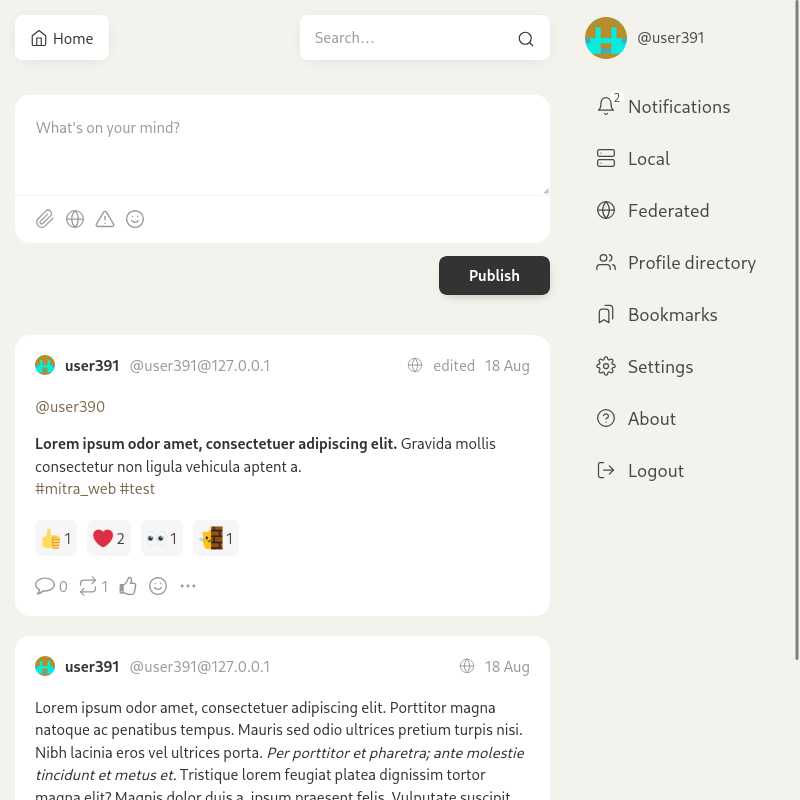 Home
Search...
@user391
What's on your mind?
Publish
2
Notifications
Local
Federated
Profile directory
Bookmarks
Settings
About
Logout
user391 @user391@127.0.0.1 edited 18 Aug
@user390
Lorem ipsum odor amet, consectetuer adipiscing elit. Gravida mollis
consectetur non ligula vehicula aptent a.
#mitra_web #test
1 2 1 1
0 1
user391 @user391@127.0.0.1 18 Aug
Lorem ipsum odor amet, consectetuer adipiscing elit. Porttitor magna
natoque ac penatibus tempus. Mauris sed odio ultrices pretium turpis nisi.
Nibh lacinia eros vel ultrices porta. Per porttitor et pharetra; ante molestie
tincidunt et metus et. Tristique lorem feugiat platea dignissim tortor
magna elit? Magnis dolor duis a, ipsum praesent felis. Vulputate suscipit